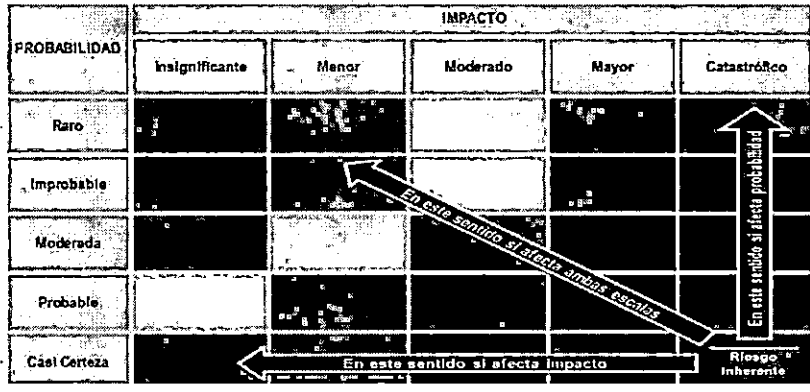 IMPACTO
PROBABILIDAD
Insignificante
Menor
Moderado
Mayor
Catastrófico
Raro
Improbable
Moderada
Probable
Cási Certeza
En este sentido si afecta ambas escalas
En este sentido si afecta probabilidad
En este sentido si afecta Impacto
Riesgo
Inherente